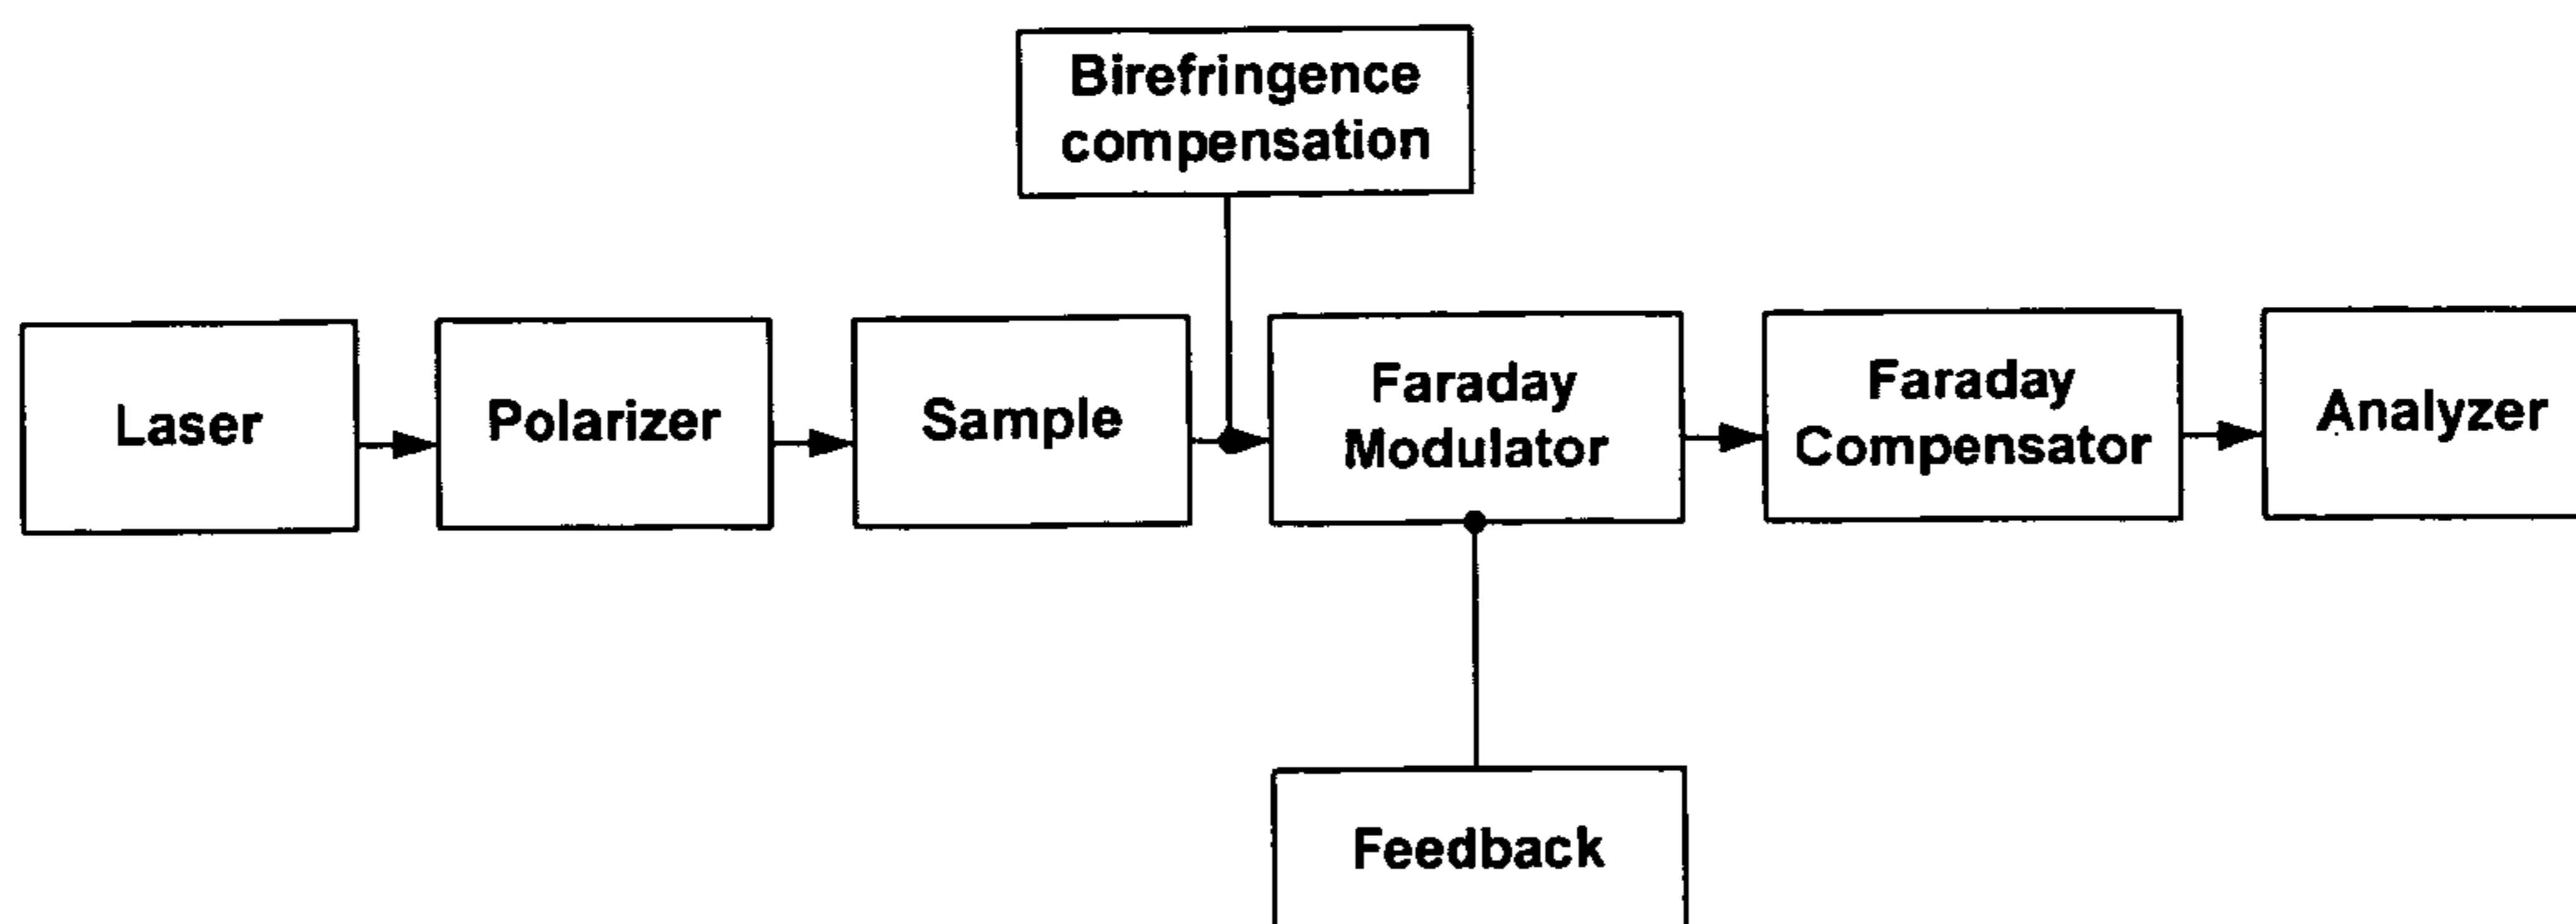 Birefringence
compensation
Laser
Polarizer
Sample
Faraday
Modulator
Faraday
Compensator
Analyzer
Feedback